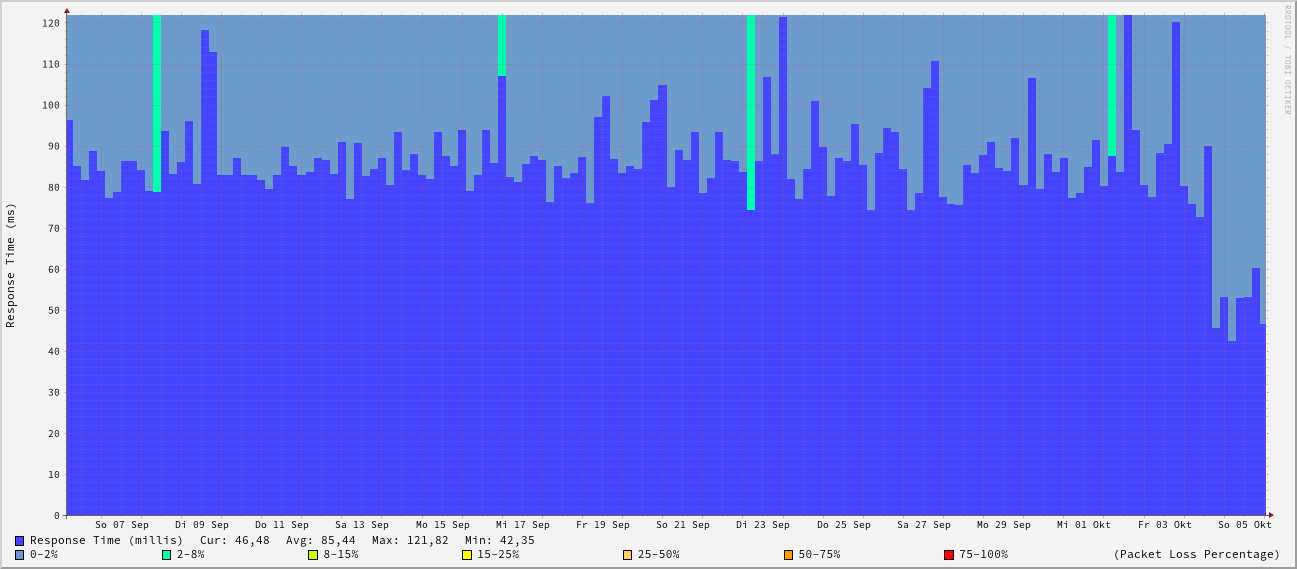 RRDTOOL / TOBI OETIKER
Response Time (ms)
120
110
100
90
80
70
60
50
40
30
20
10
0
So 07 Sep Di 09 Sep Do 11 Sep Sa 13 Sep Mo 15 Sep Mi 17 Sep Fr 19 Sep So 21 Sep Di 23 Sep Do 25 Sep Sa 27 Sep Mo 29 Sep Mi 01 Okt Fr 03 Okt So 05 Okt
Response Time (millis) Cur: 46,48 Avg: 85,44 Max: 121,82 Min: 42,35
0-2% 2-8% 8-15% 15-25% 25-50% 50-75% 75-100% (Packet Loss Percentage)